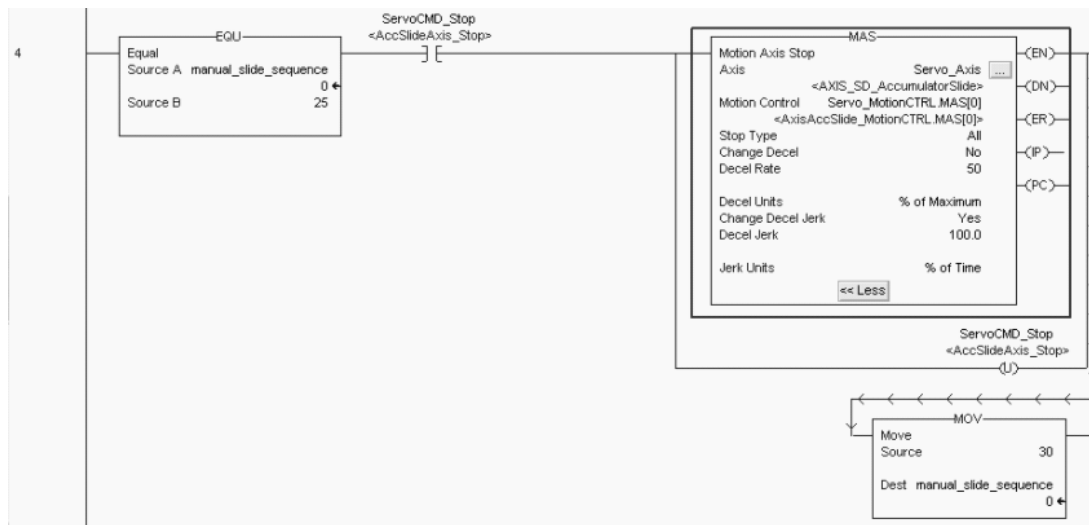 ServoCMD_Stop
<AccSlideAxis_Stop>
4
EQU
Equal
Source A manual_slide_sequence
0
Source B 25
MAS
Motion Axis Stop
Axis Servo_Axis ...
<AXIS_SD_AccumulatorSlide>
Motion Control Servo_MotionCTRL.MAS[0]
<AxisAccSlide_MotionCTRL.MAS[0]>
Stop Type All
Change Decel No
Decel Rate 50
Decel Units % of Maximum
Change Decel Jerk Yes
Decel Jerk 100.0
Jerk Units % of Time
<< Less
EN
DN
ER
IP
PC
ServoCMD_Stop
<AccSlideAxis_Stop>
U
MOV
Move
Source 30
Dest manual_slide_sequence
0